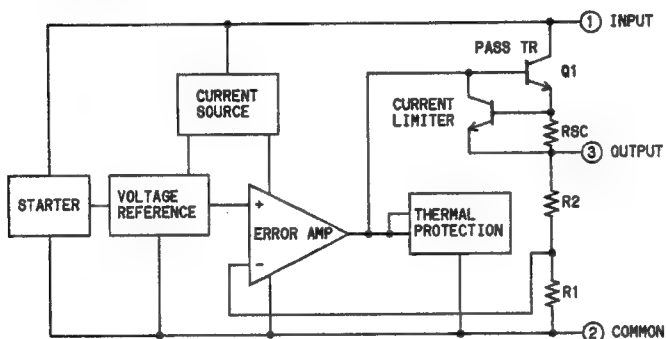 ① INPUT
PASS TR
Q1
CURRENT
SOURCE
CURRENT
LIMITER
RSC
③ OUTPUT
STARTER
VOLTAGE
REFERENCE
+
ERROR AMP
−
THERMAL
PROTECTION
R2
R1
② COMMON